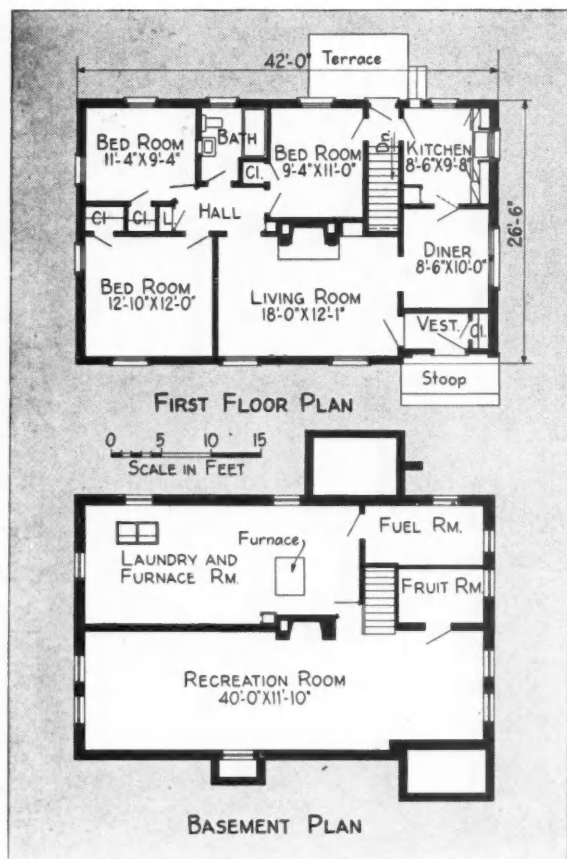 Terrace
42'-0"
BED ROOM
11'-4"X9'-4"
BATH
BED ROOM
9'-4"X11'-0"
Dn.
KITCHEN
8'-6"X9'-8"
Cl.
Cl.
Cl.
L.
HALL
26'-6"
BED ROOM
12'-10"X12'-0"
LIVING ROOM
18'-0"X12'-1"
DINER
8'-6"X10'-0"
VEST.
Cl.
Stoop
FIRST FLOOR PLAN
0 5 10 15
SCALE IN FEET
LAUNDRY AND
FURNACE RM.
Furnace
FUEL RM.
FRUIT RM.
RECREATION ROOM
40'-0"X11'-10"
BASEMENT PLAN